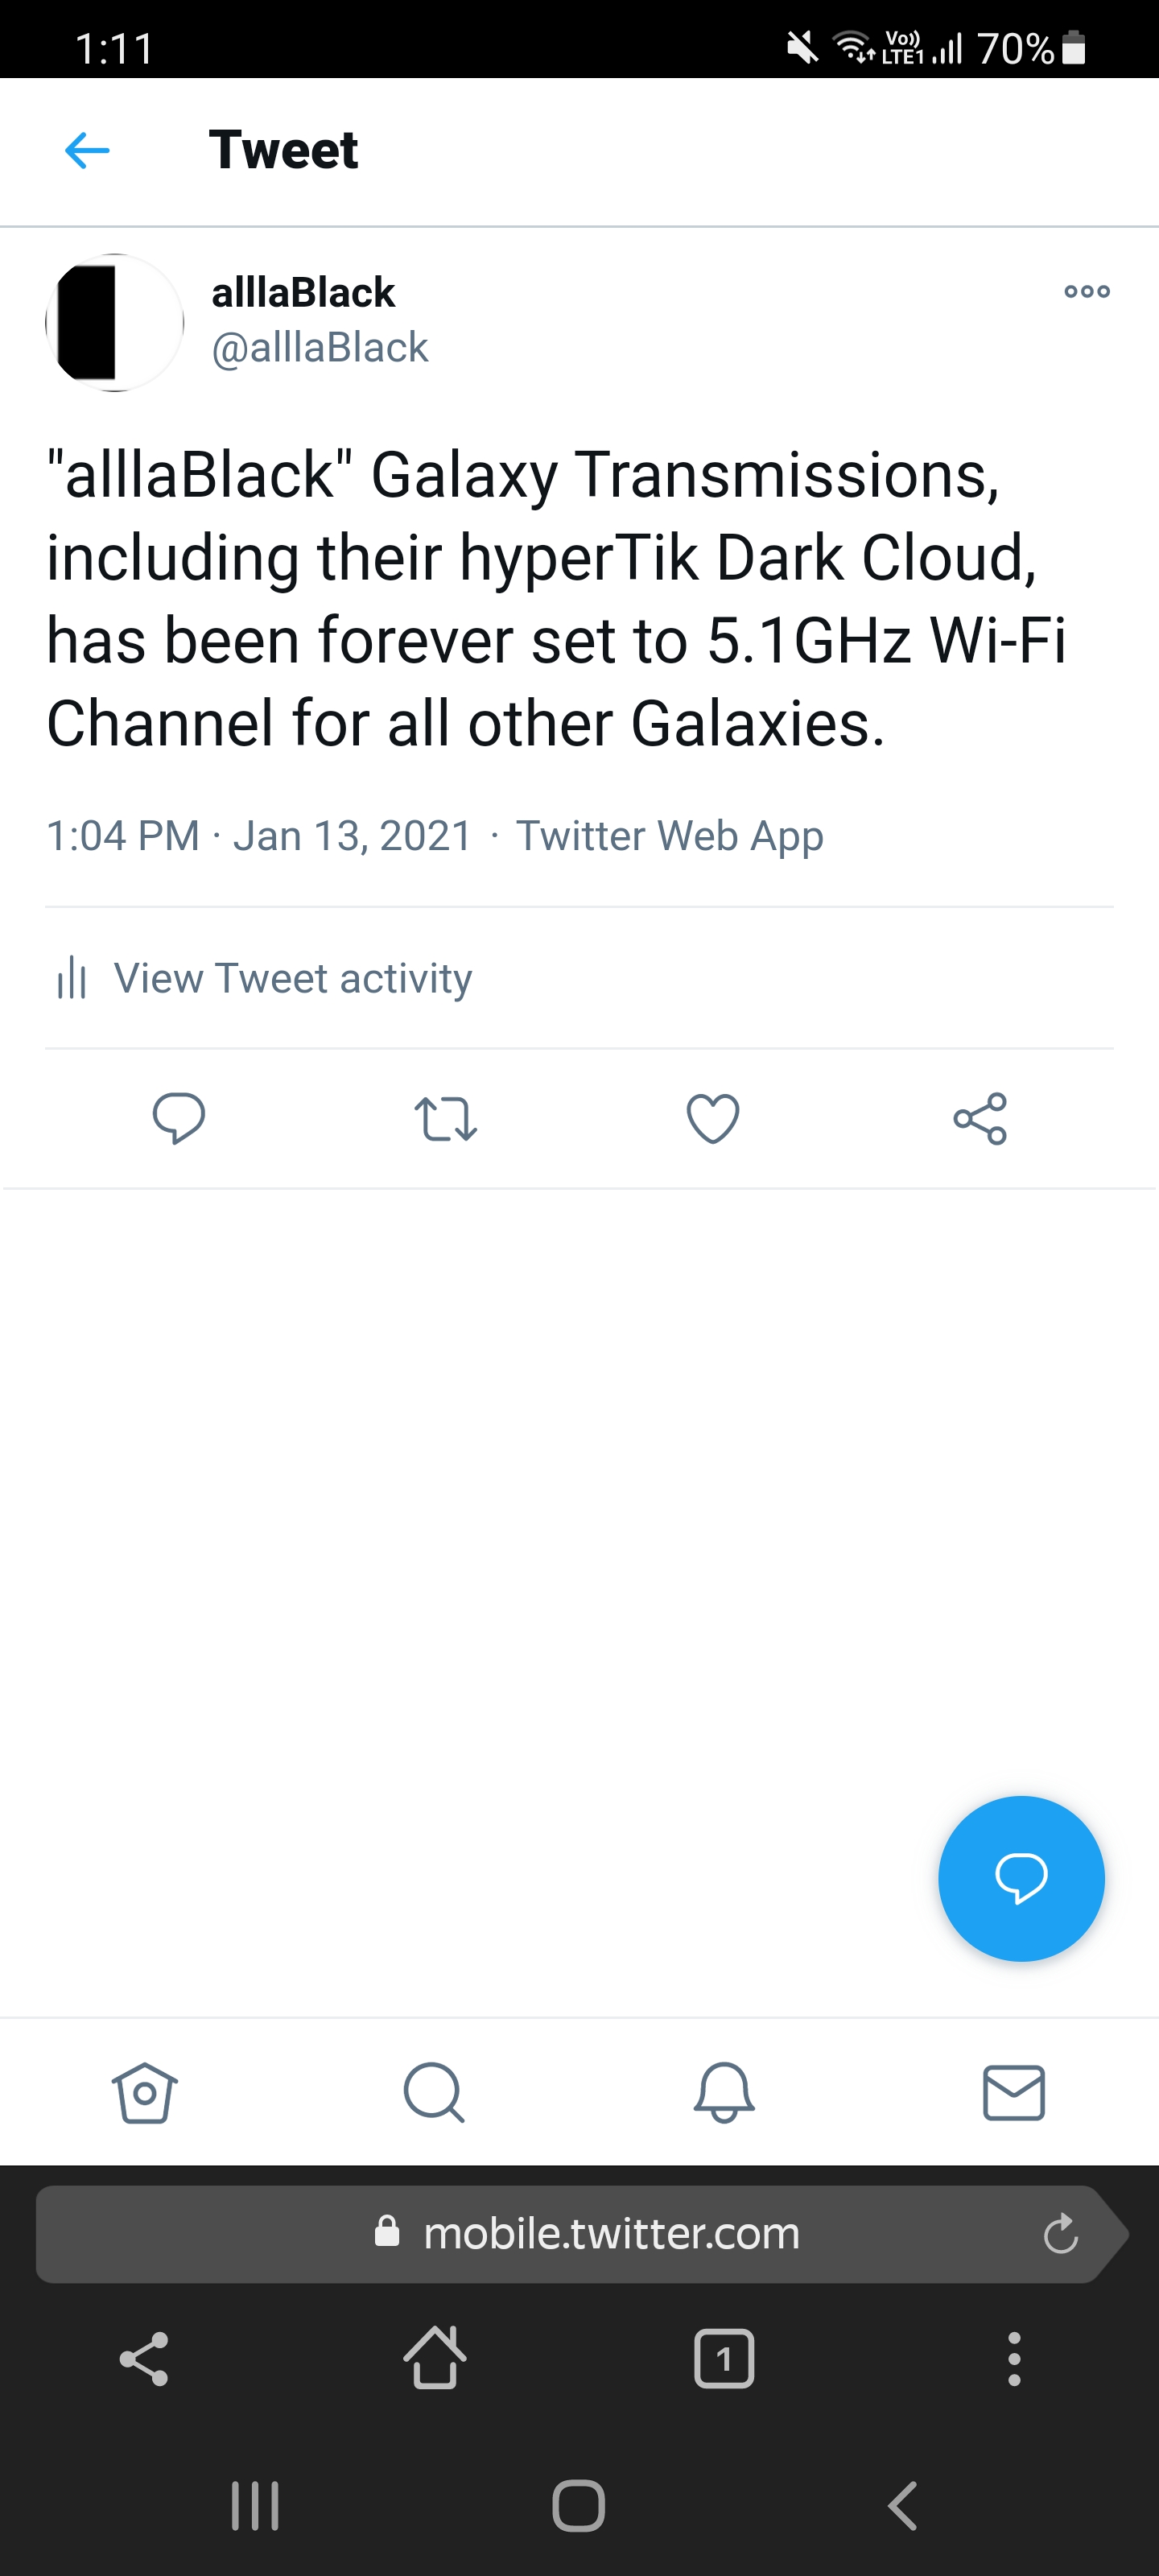 1:11 Vo)) LTE1 70%
Tweet
alllaBlack
@alllaBlack
"alllaBlack" Galaxy Transmissions,
including their hyperTik Dark Cloud,
has been forever set to 5.1GHz Wi-Fi
Channel for all other Galaxies.
1:04 PM · Jan 13, 2021 · Twitter Web App
View Tweet activity
mobile.twitter.com
1